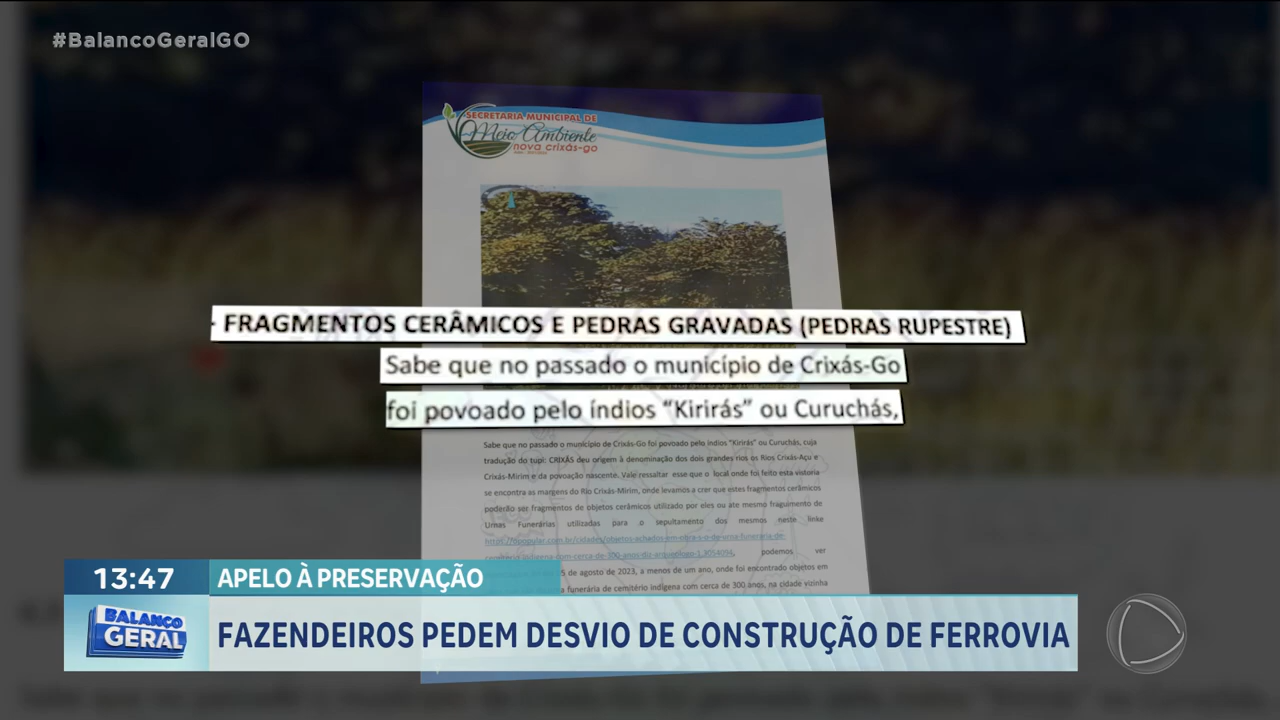 #BalancoGeralGO
SECRETARIA MUNICIPAL DE
Meio Ambiente
nova crixás-go
- FRAGMENTOS CERÂMICOS E PEDRAS GRAVADAS (PEDRAS RUPESTRE)
Sabe que no passado o município de Crixás-Go
foi povoado pelo índios “Kirirás” ou Curuchás,
Sabe que no passado o município de Crixás-Go foi povoado pelo índios “Kirirás” ou Curuchás, cuja
tradução do tupi: CRIXÁS deu origem à denominação dos dois grandes rios os Rios Crixás-Açu e
Crixás-Mirim e da povoação nascente. Vale ressaltar esse que o local onde foi feito esta vistoria
se encontra as margens do Rio Crixás-Mirim, onde levamos a crer que estes fragmentos cerâmicos
poderão ser fragmentos de objetos cerâmicos utilizado por eles ou ate mesmo fraguimento de
Urnas Funerárias utilizadas para o sepultamento dos mesmos neste linke
podemos ver
5 de agosto de 2023, a menos de um ano, onde foi encontrado objetos em
funerária de cemitério indígena com cerca de 300 anos, na cidade vizinha
13:47
APELO À PRESERVAÇÃO
BALANÇO
GERAL
FAZENDEIROS PEDEM DESVIO DE CONSTRUÇÃO DE FERROVIA